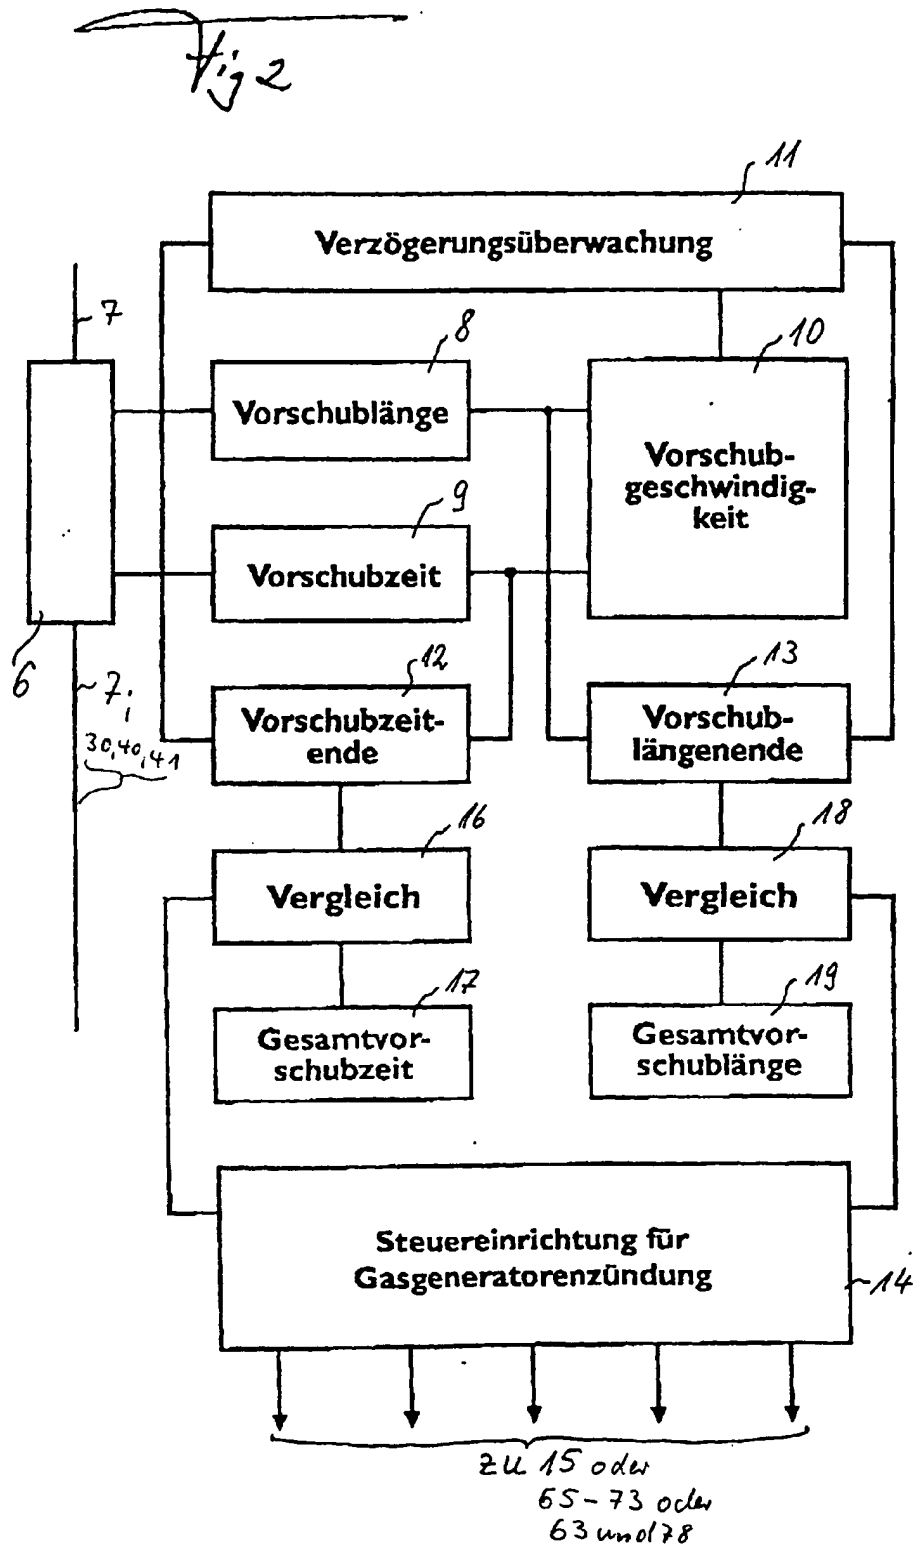 Fig 2
11
Verzögerungsüberwachung
7
8
10
Vorschublänge
Vorschub-
geschwindig-
keit
9
Vorschubzeit
6
7;
30,40,41
12
13
Vorschubzeit-
ende
Vorschub-
längenende
16
18
Vergleich
Vergleich
17
19
Gesamtvor-
schubzeit
Gesamtvor-
schublänge
Steuereinrichtung für
Gasgeneratorenzündung
14
zu 15 oder
65-73 oder
63 und 78